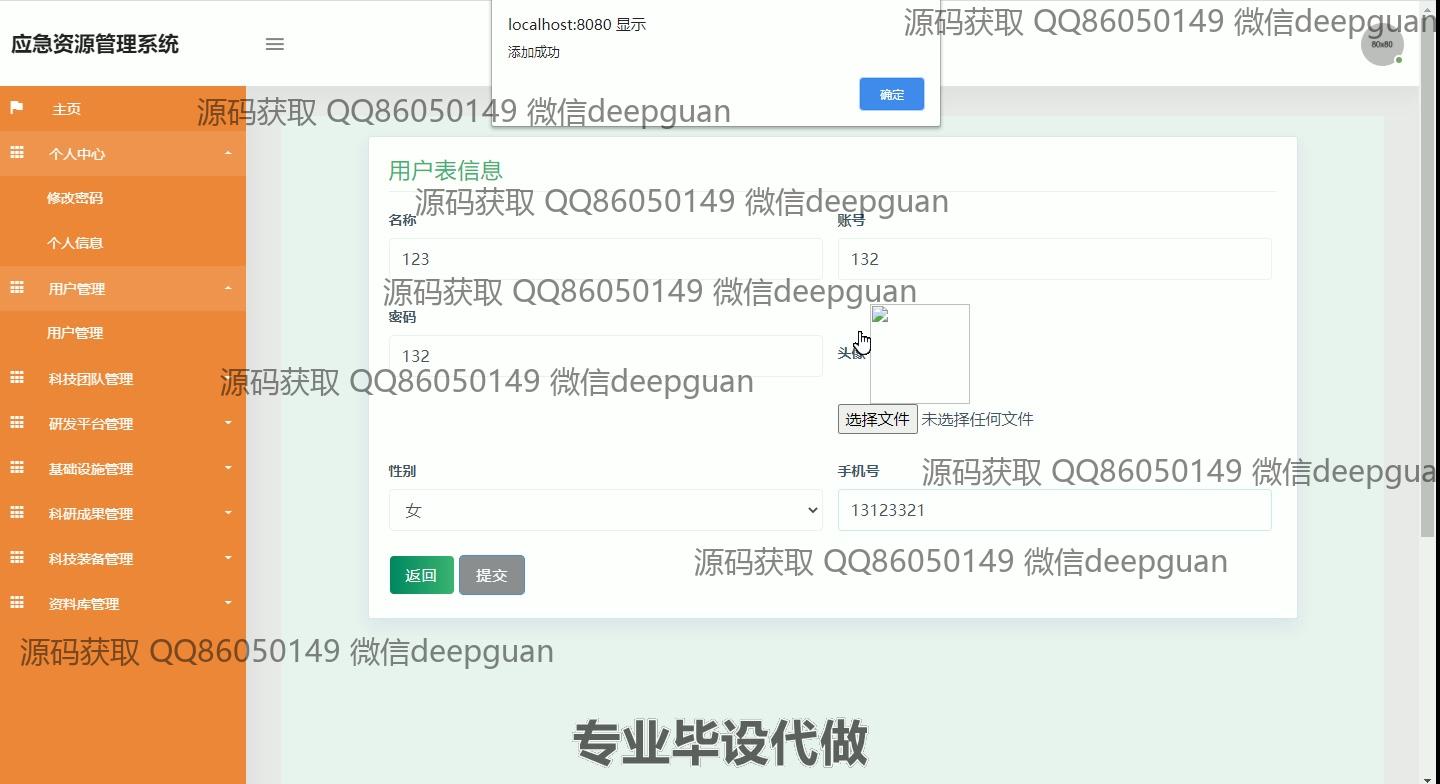 应急资源管理系统
localhost:8080 显示
添加成功
确定
源码获取 QQ86050149 微信deepguan
80x80
主页
源码获取 QQ86050149 微信deepguan
个人中心
修改密码
个人信息
用户管理
用户管理
科技团队管理
研发平台管理
基础设施管理
科研成果管理
科技装备管理
资料库管理
用户表信息
源码获取 QQ86050149 微信deepguan
名称
账号
123
132
源码获取 QQ86050149 微信deepguan
密码
头像
132
源码获取 QQ86050149 微信deepguan
选择文件 未选择任何文件
性别
手机号
源码获取 QQ86050149 微信deepgua
女
13123321
返回
提交
源码获取 QQ86050149 微信deepguan
源码获取 QQ86050149 微信deepguan
专业毕设代做